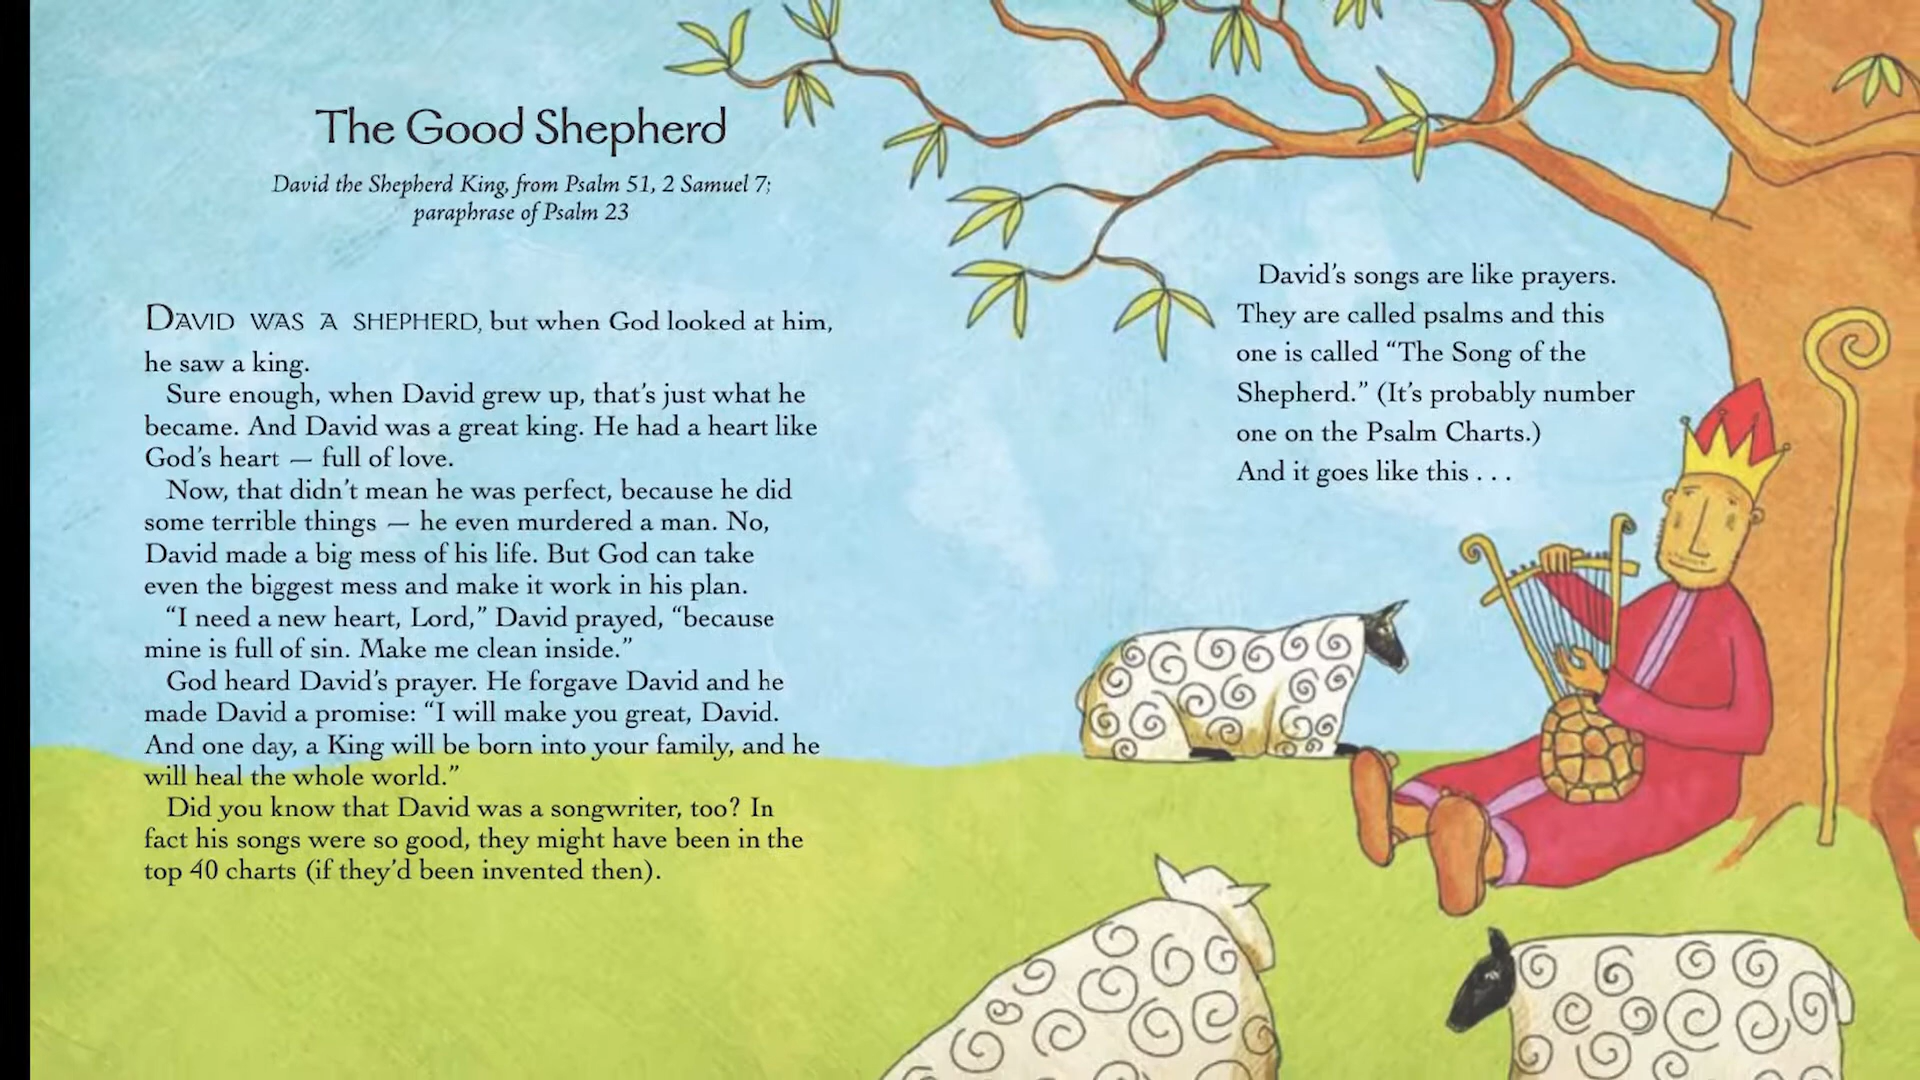 The Good Shepherd
David the Shepherd King, from Psalm 51, 2 Samuel 7;
paraphrase of Psalm 23
DAVID WAS A SHEPHERD, but when God looked at him,
he saw a king.
Sure enough, when David grew up, that's just what he
became. And David was a great king. He had a heart like
God's heart — full of love.
Now, that didn't mean he was perfect, because he did
some terrible things — he even murdered a man. No,
David made a big mess of his life. But God can take
even the biggest mess and make it work in his plan.
“I need a new heart, Lord,” David prayed, “because
mine is full of sin. Make me clean inside.”
God heard David's prayer. He forgave David and he
made David a promise: “I will make you great, David.
And one day, a King will be born into your family, and he
will heal the whole world.”
Did you know that David was a songwriter, too? In
fact his songs were so good, they might have been in the
top 40 charts (if they'd been invented then).
David's songs are like prayers.
They are called psalms and this
one is called “The Song of the
Shepherd.” (It's probably number
one on the Psalm Charts.)
And it goes like this . . .